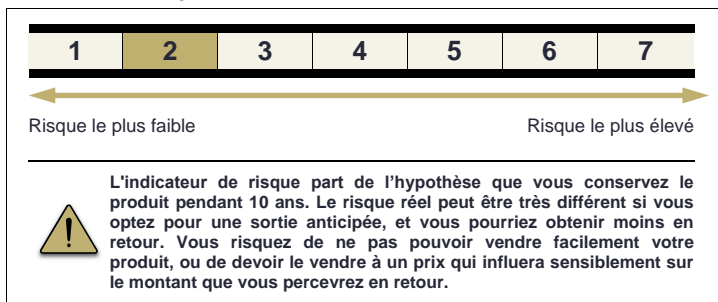 1 2 3 4 5 6 7
Risque le plus faible Risque le plus élevé
L'indicateur de risque part de l’hypothèse que vous conservez le
produit pendant 10 ans. Le risque réel peut être très différent si vous
optez pour une sortie anticipée, et vous pourriez obtenir moins en
retour. Vous risquez de ne pas pouvoir vendre facilement votre
produit, ou de devoir le vendre à un prix qui influera sensiblement sur
le montant que vous percevrez en retour.